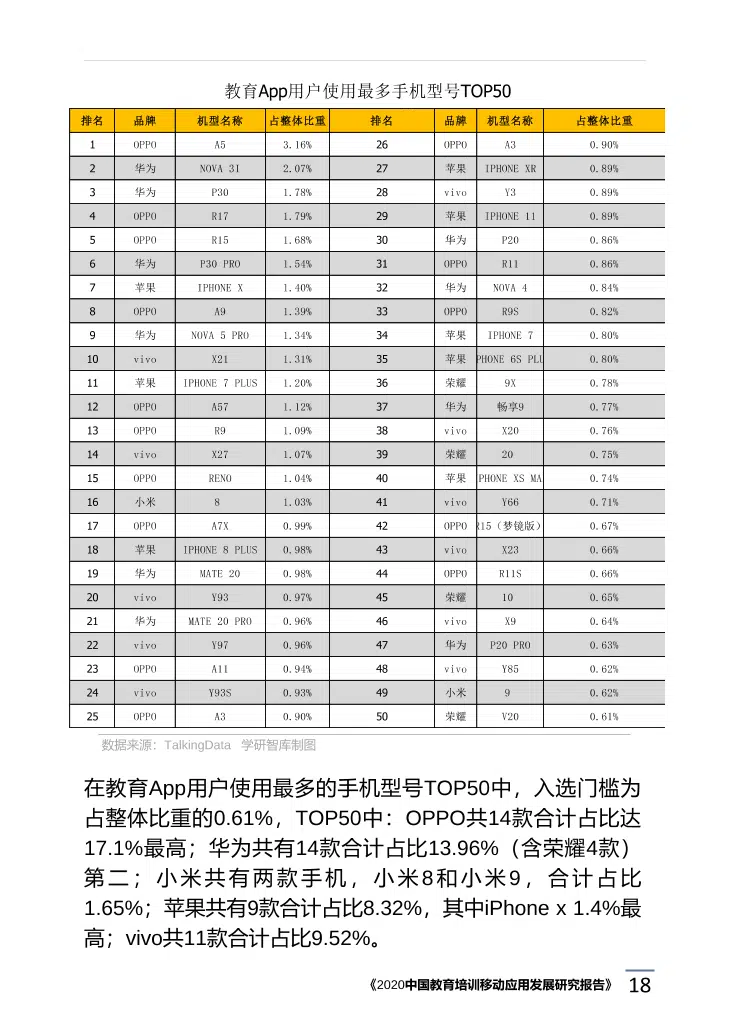 教育App用户使用最多手机型号TOP50
排名 品牌 机型名称 占整体比重 排名 品牌 机型名称 占整体比重
1 OPPO A5 3.16% 26 OPPO A3 0.90%
2 华为 NOVA 3I 2.07% 27 苹果 IPHONE XR 0.89%
3 华为 P30 1.78% 28 vivo Y3 0.89%
4 OPPO R17 1.79% 29 苹果 IPHONE 11 0.89%
5 OPPO R15 1.68% 30 华为 P20 0.86%
6 华为 P30 PRO 1.54% 31 OPPO R11 0.86%
7 苹果 IPHONE X 1.40% 32 华为 NOVA 4 0.84%
8 OPPO A9 1.39% 33 OPPO R9S 0.82%
9 华为 NOVA 5 PRO 1.34% 34 苹果 IPHONE 7 0.80%
10 vivo X21 1.31% 35 苹果 PHONE 6S PLU 0.80%
11 苹果 IPHONE 7 PLUS 1.20% 36 荣耀 9X 0.78%
12 OPPO A57 1.12% 37 华为 畅享9 0.77%
13 OPPO R9 1.09% 38 vivo X20 0.76%
14 vivo X27 1.07% 39 荣耀 20 0.75%
15 OPPO RENO 1.04% 40 苹果 PHONE XS MA 0.74%
16 小米 8 1.03% 41 vivo Y66 0.71%
17 OPPO A7X 0.99% 42 OPPO R15（梦镜版） 0.67%
18 苹果 IPHONE 8 PLUS 0.98% 43 vivo X23 0.66%
19 华为 MATE 20 0.98% 44 OPPO R11S 0.66%
20 vivo Y93 0.97% 45 荣耀 10 0.65%
21 华为 MATE 20 PRO 0.96% 46 vivo X9 0.64%
22 vivo Y97 0.96% 47 华为 P20 PRO 0.63%
23 OPPO A11 0.94% 48 vivo Y85 0.62%
24 vivo Y93S 0.93% 49 小米 9 0.62%
25 OPPO A3 0.90% 50 荣耀 V20 0.61%
数据来源：TalkingData 学研智库制图
在教育App用户使用最多的手机型号TOP50中，入选门槛为
占整体比重的0.61%，TOP50中：OPPO共14款合计占比达
17.1%最高；华为共有14款合计占比13.96%（含荣耀4款）
第二；小米共有两款手机，小米8和小米9，合计占比
1.65%；苹果共有9款合计占比8.32%，其中iPhone x 1.4%最
高；vivo共11款合计占比9.52%。
《2020中国教育培训移动应用发展研究报告》 18